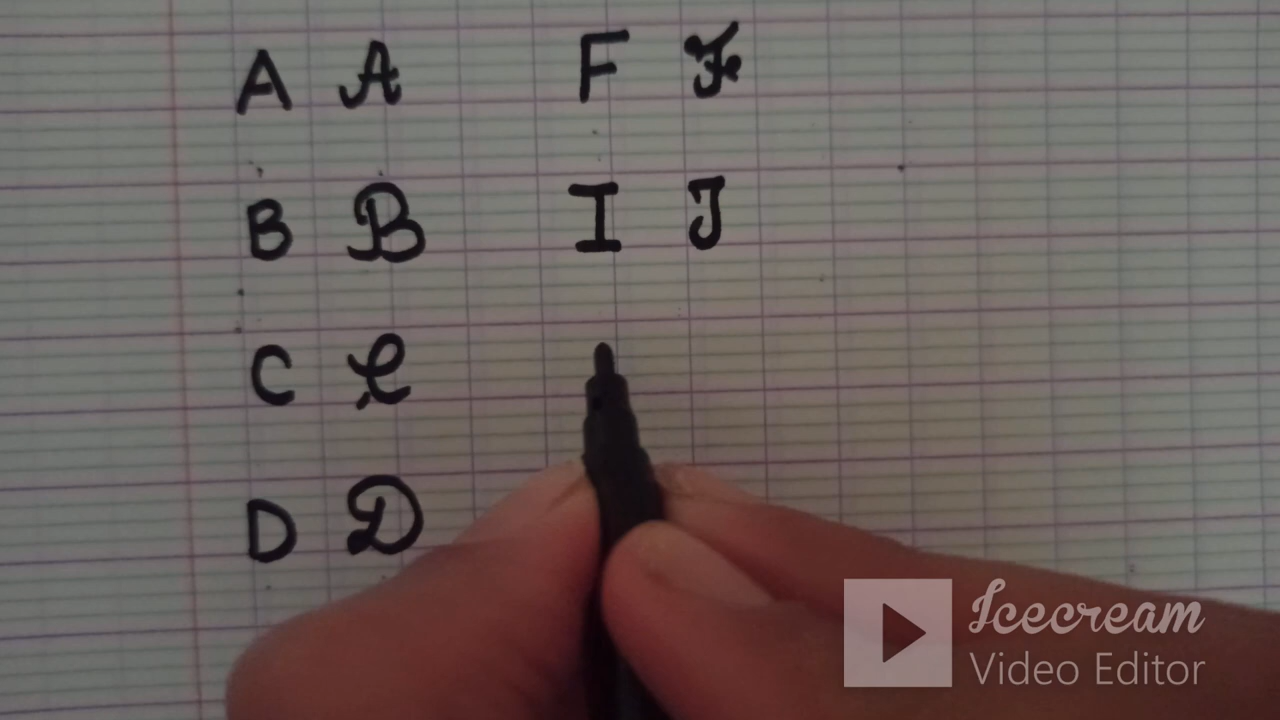 A A F F
B B I I
C C
D D
Icecream
Video Editor